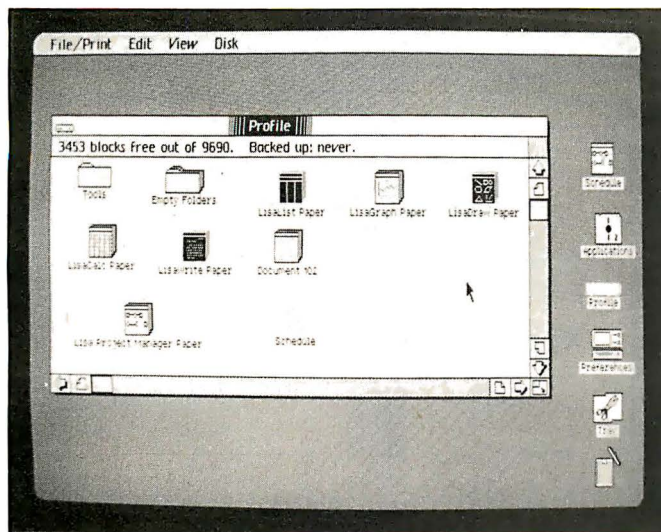 File/Print Edit View Disk
Profile
3453 blocks free out of 9690. Backed up: never.
Tools
Empty Folders
LisaList Paper
LisaGraph Paper
LisaDraw Paper
LisaCalc Paper
LisaWrite Paper
Document 102
Lisa Project Manager Paper
Schedule
Schedule
Applications
Profile
Preferences